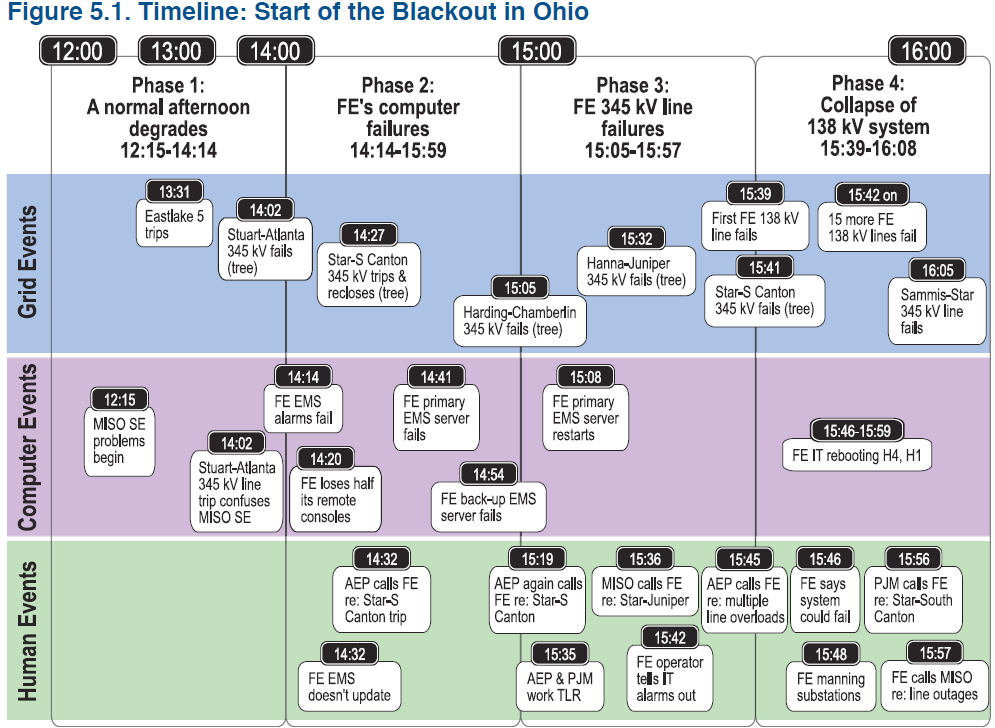 Figure 5.1. Timeline: Start of the Blackout in Ohio
12:00
13:00
14:00
15:00
16:00
Phase 1:
A normal afternoon
degrades
12:15-14:14
Phase 2:
FE's computer
failures
14:14-15:59
Phase 3:
FE 345 kV line
failures
15:05-15:57
Phase 4:
Collapse of
138 kV system
15:39-16:08
Grid Events
13:31
Eastlake 5
trips
14:02
Stuart-Atlanta
345 kV fails
(tree)
14:27
Star-S Canton
345 kV trips &
recloses (tree)
15:05
Harding-Chamberlin
345 kV fails (tree)
15:32
Hanna-Juniper
345 kV fails (tree)
15:39
First FE 138 kV
line fails
15:41
Star-S Canton
345 kV fails (tree)
15:42 on
15 more FE
138 kV lines fail
16:05
Sammis-Star
345 kV line
fails
Computer Events
12:15
MISO SE
problems
begin
14:02
Stuart-Atlanta
345 kV line
trip confuses
MISO SE
14:14
FE EMS
alarms fail
14:20
FE loses half
its remote
consoles
14:41
FE primary
EMS server
fails
14:54
FE back-up EMS
server fails
15:08
FE primary
EMS server
restarts
15:46-15:59
FE IT rebooting H4, H1
Human Events
14:32
AEP calls FE
re: Star-S
Canton trip
14:32
FE EMS
doesn't update
15:19
AEP again calls
FE re: Star-S
Canton
15:35
AEP & PJM
work TLR
15:36
MISO calls FE
re: Star-Juniper
15:42
FE operator
tells IT
alarms out
15:45
AEP calls FE
re: multiple
line overloads
15:46
FE says
system
could fail
15:48
FE manning
substations
15:56
PJM calls FE
re: Star-South
Canton
15:57
FE calls MISO
re: line outages